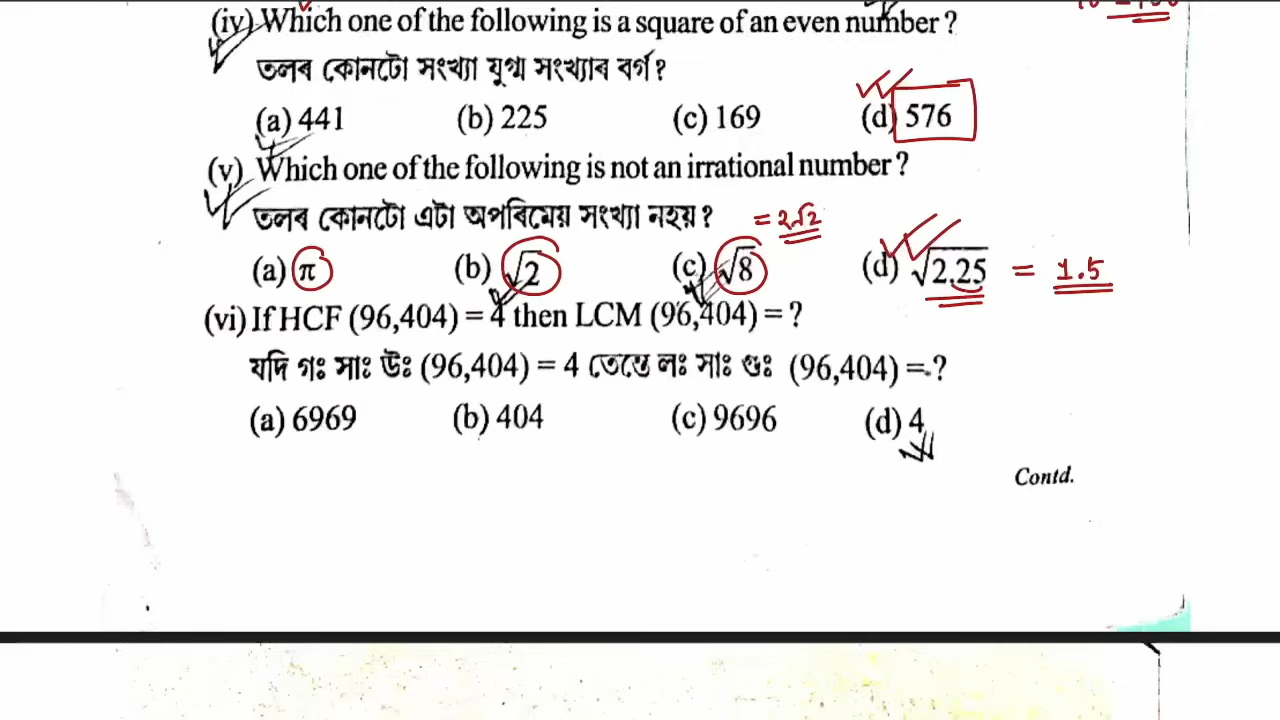 (iv) Which one of the following is a square of an even number ?
তলৰ কোনটো সংখ্যা যুগ্ম সংখ্যাৰ বৰ্গ?
(a) 441 (b) 225 (c) 169 (d) 576
(v) Which one of the following is not an irrational number ?
তলৰ কোনটো এটা অপৰিমেয় সংখ্যা নহয়? = 2√2
(a) π (b) √2 (c) √8 (d) √2.25 = 1.5
(vi) If HCF (96,404) = 4 then LCM (96,404) = ?
যদি গঃ সাঃ উঃ (96,404) = 4 তেন্তে লঃ সাঃ গুঃ (96,404) = ?
(a) 6969 (b) 404 (c) 9696 (d) 4
Contd.